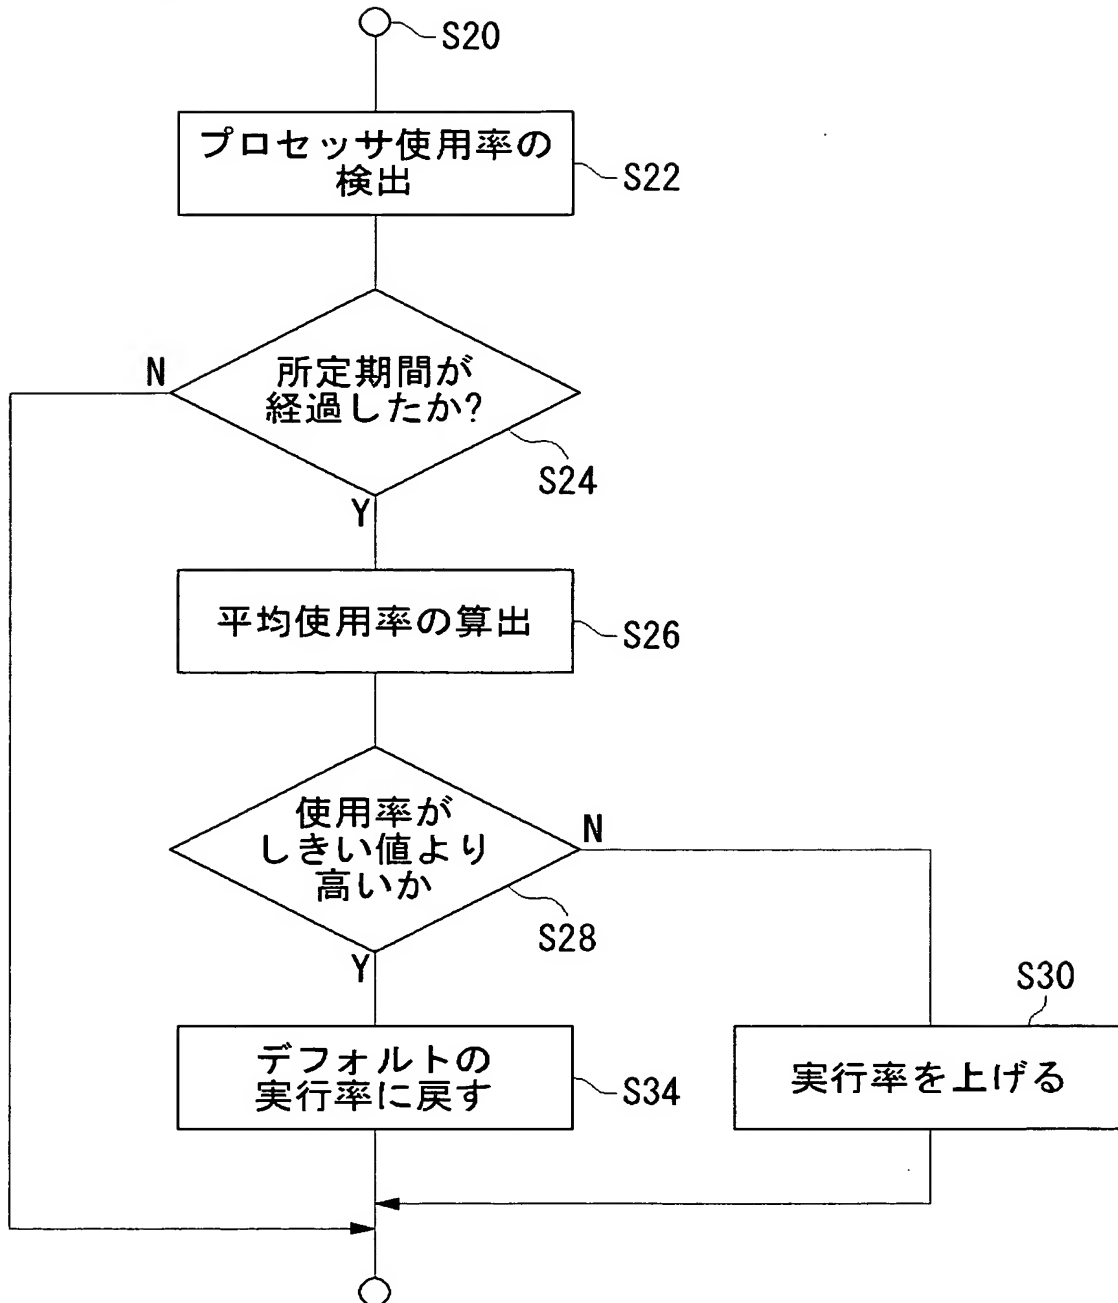 S20
プロセッサ使用率の
検出
S22
N
所定期間が
経過したか?
S24
Y
平均使用率の算出
S26
使用率が
しきい値より
高いか
N
S28
Y
S30
デフォルトの
実行率に戻す
S34
実行率を上げる